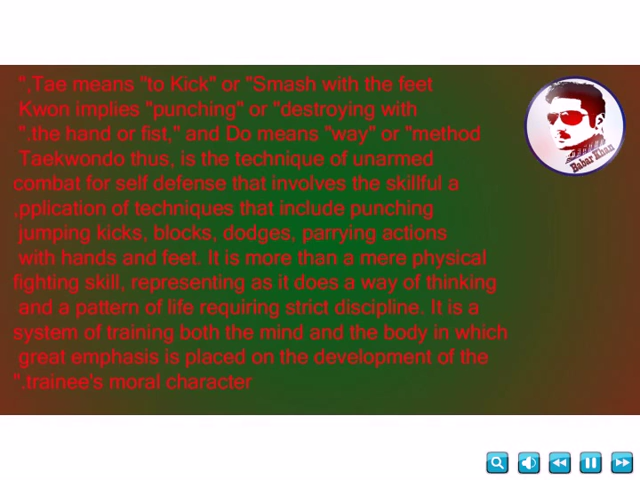 ".Tae means "to Kick" or "Smash with the feet
Kwon implies "punching" or "destroying with
".the hand or fist," and Do means "way" or "method
Taekwondo thus, is the technique of unarmed
combat for self defense that involves the skillful a
,pplication of techniques that include punching
jumping kicks, blocks, dodges, parrying actions
with hands and feet. It is more than a mere physical
fighting skill, representing as it does a way of thinking
and a pattern of life requiring strict discipline. It is a
system of training both the mind and the body in which
great emphasis is placed on the development of the
".trainee's moral character
Babar Khan